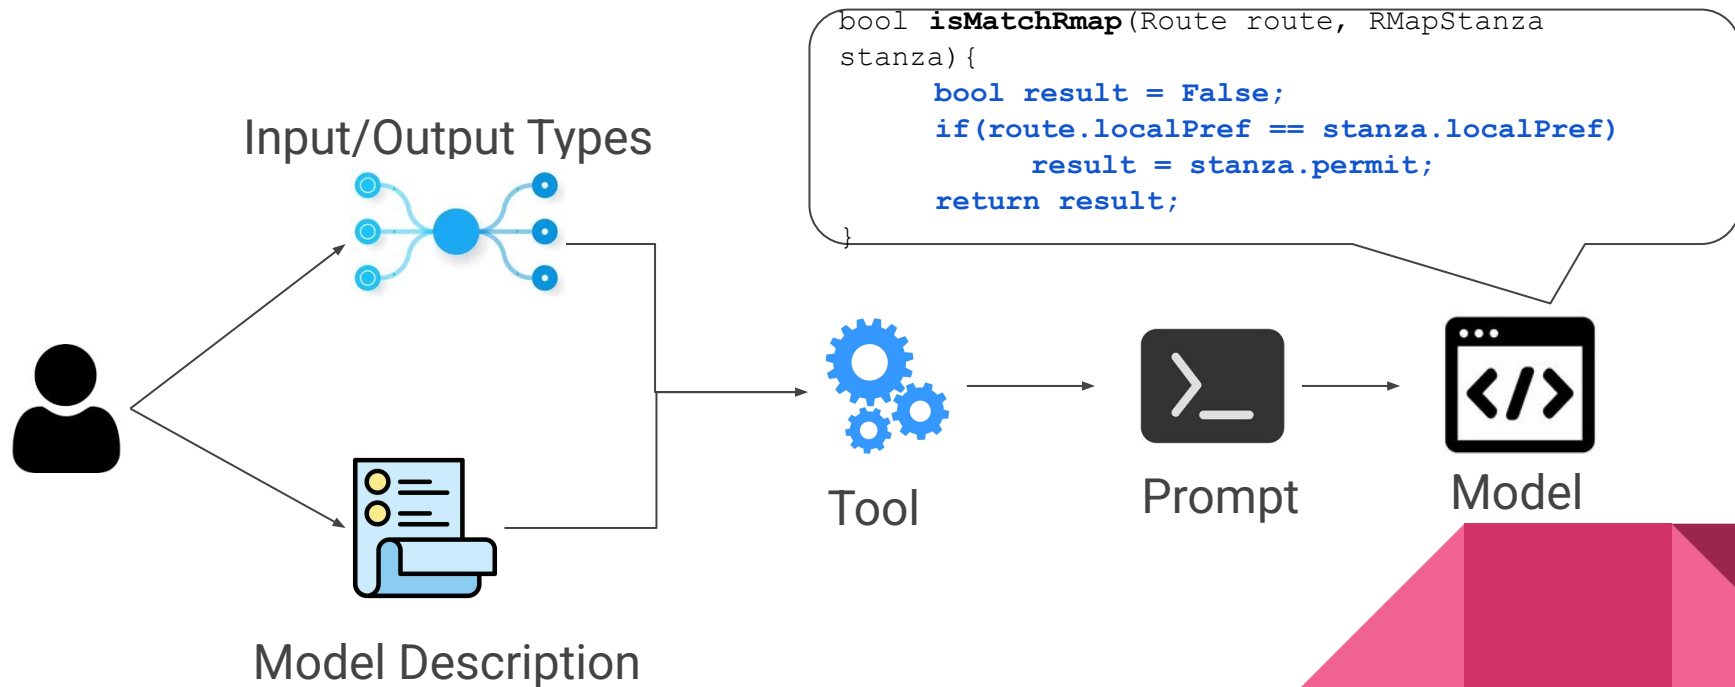 bool isMatchRmap(Route route, RMapStanza
stanza){
bool result = False;
if(route.localPref == stanza.localPref)
result = stanza.permit;
return result;
}
Input/Output Types
Model Description
Tool
Prompt
Model